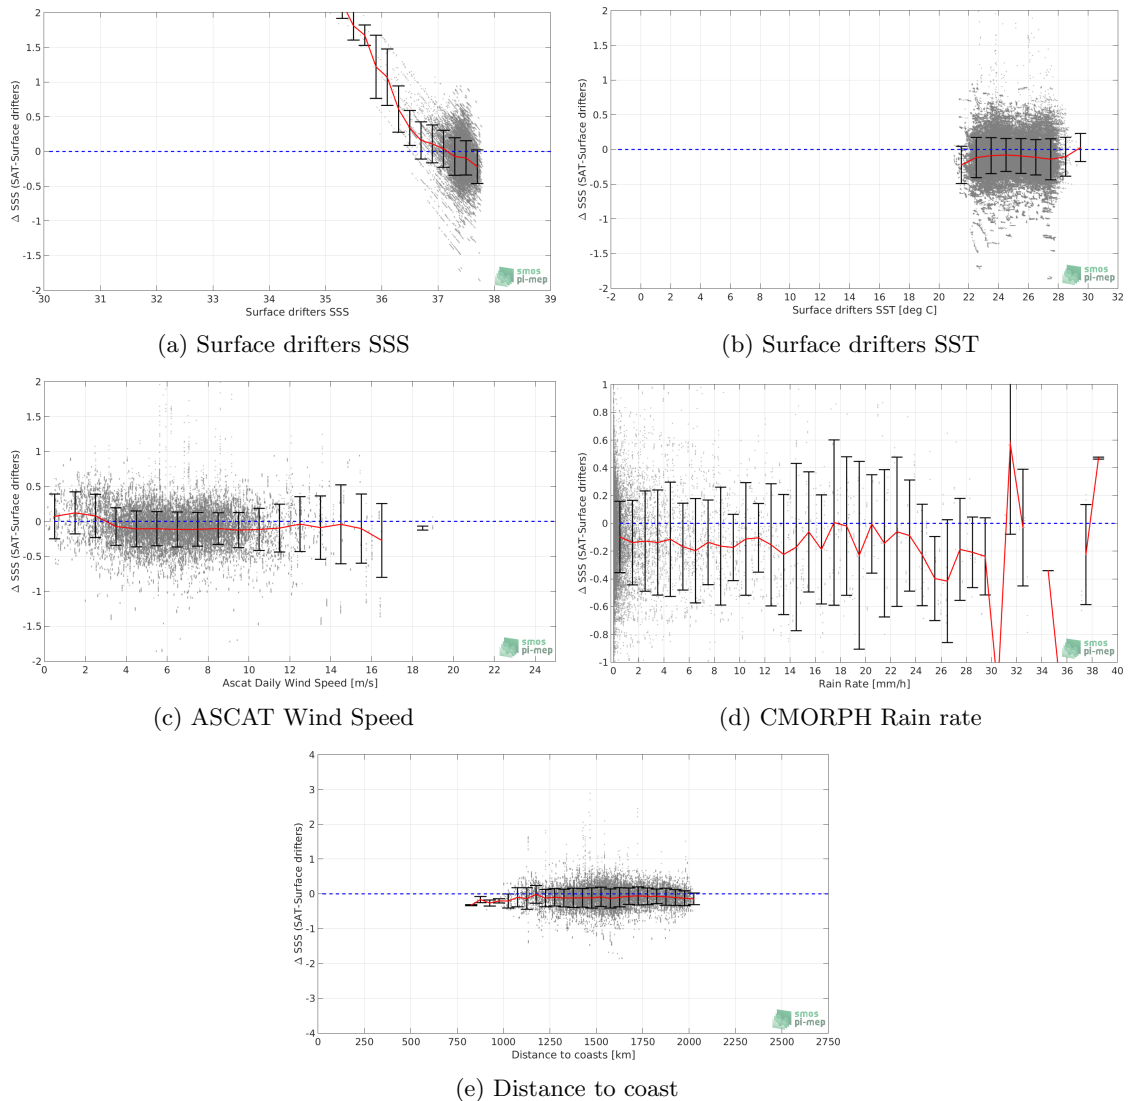 2
1.5
1
0.5
0
-0.5
-1
-1.5
-2
Δ SSS (SAT-Surface drifters)
30 31 32 33 34 35 36 37 38 39
Surface drifters SSS
smos
pi-mep
(a) Surface drifters SSS
2
1.5
1
0.5
0
-0.5
-1
-1.5
-2
Δ SSS (SAT-Surface drifters)
-2 0 2 4 6 8 10 12 14 16 18 20 22 24 26 28 30 32
Surface drifters SST [deg C]
smos
pi-mep
(b) Surface drifters SST
2
1.5
1
0.5
0
-0.5
-1
-1.5
-2
Δ SSS (SAT-Surface drifters)
0 2 4 6 8 10 12 14 16 18 20 22 24
Ascat Daily Wind Speed [m/s]
smos
pi-mep
(c) ASCAT Wind Speed
1
0.8
0.6
0.4
0.2
0
-0.2
-0.4
-0.6
-0.8
-1
Δ SSS (SAT-Surface drifters)
0 2 4 6 8 10 12 14 16 18 20 22 24 26 28 30 32 34 36 38 40
Rain Rate [mm/h]
smos
pi-mep
(d) CMORPH Rain rate
4
3
2
1
0
-1
-2
-3
-4
Δ SSS (SAT-Surface drifters)
0 250 500 750 1000 1250 1500 1750 2000 2250 2500 2750
Distance to coasts [km]
smos
pi-mep
(e) Distance to coast